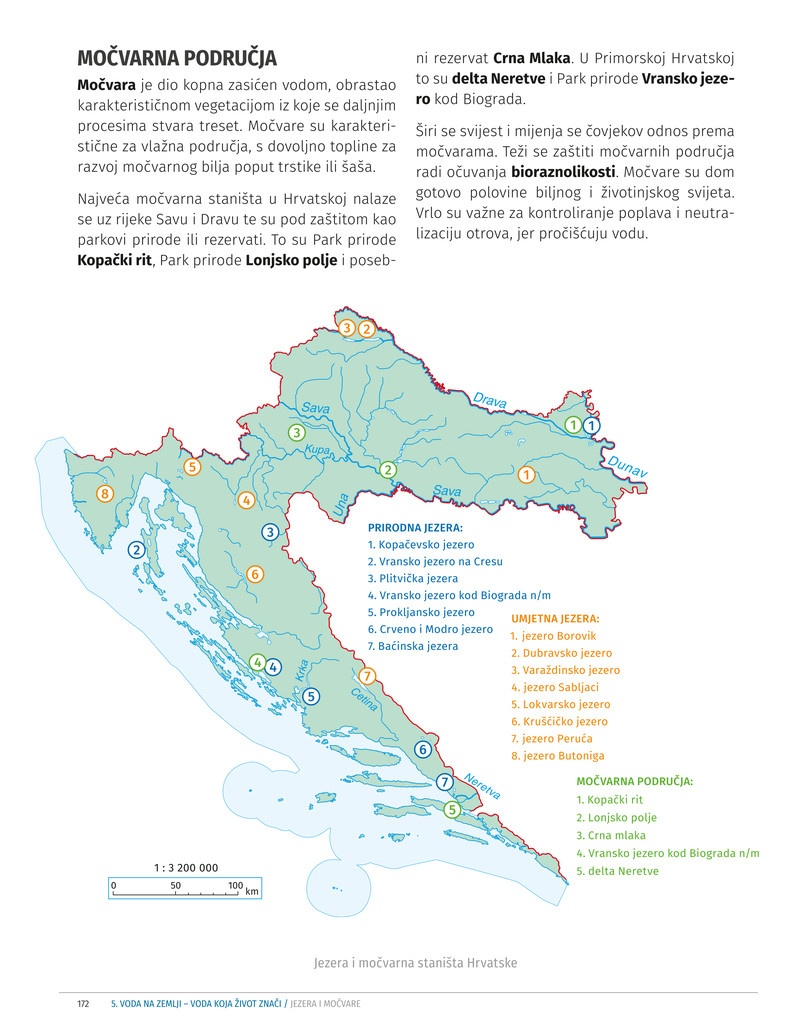 MOČVARNA PODRUČJA
Močvara je dio kopna zasićen vodom, obrastao
karakterističnom vegetacijom iz koje se daljnjim
procesima stvara treset. Močvare su karakteri-
stične za vlažna područja, s dovoljno topline za
razvoj močvarnog bilja poput trstike ili šaša.
Najveća močvarna staništa u Hrvatskoj nalaze
se uz rijeke Savu i Dravu te su pod zaštitom kao
parkovi prirode ili rezervati. To su Park prirode
Kopački rit, Park prirode Lonjsko polje i poseb-
ni rezervat Crna Mlaka. U Primorskoj Hrvatskoj
to su delta Neretve i Park prirode Vransko jeze-
ro kod Biograda.
Širi se svijest i mijenja se čovjekov odnos prema
močvarama. Teži se zaštiti močvarnih područja
radi očuvanja bioraznolikosti. Močvare su dom
gotovo polovine biljnog i životinjskog svijeta.
Vrlo su važne za kontroliranje poplava i neutra-
lizaciju otrova, jer pročišćuju vodu.
3 2
Drava
Sava
3
1 1
Kupa
5
2
Dunav
1
8
4
Una
Sava
3
2
6
4 4
Krka
7
5
Cetina
6
7
Neretva
5
PRIRODNA JEZERA:
1. Kopačevsko jezero
2. Vransko jezero na Cresu
3. Plitvička jezera
4. Vransko jezero kod Biograda n/m
5. Prokljansko jezero
6. Crveno i Modro jezero
7. Baćinska jezera
UMJETNA JEZERA:
1. jezero Borovik
2. Dubravsko jezero
3. Varaždinsko jezero
4. jezero Sabljaci
5. Lokvarsko jezero
6. Kruščićko jezero
7. jezero Peruća
8. jezero Butoniga
MOČVARNA PODRUČJA:
1. Kopački rit
2. Lonjsko polje
3. Crna mlaka
4. Vransko jezero kod Biograda n/m
5. delta Neretve
1 : 3 200 000
0 50 100 km
Jezera i močvarna staništa Hrvatske
172 5. VODA NA ZEMLJI – VODA KOJA ŽIVOT ZNAČI / JEZERA I MOČVARE